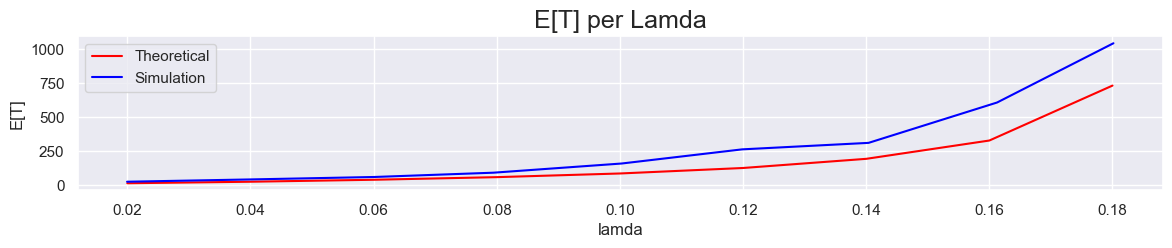 E[T] per Lamda
Theoretical
Simulation
E[T]
1000
750
500
250
0
0.02 0.04 0.06 0.08 0.10 0.12 0.14 0.16 0.18
lamda